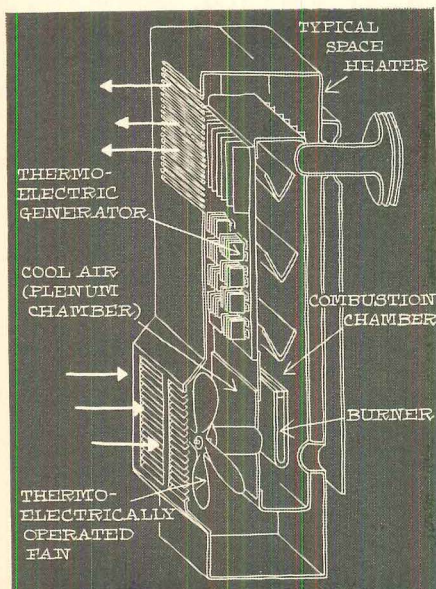 TYPICAL
SPACE
HEATER
THERMO-
ELECTRIC
GENERATOR
COOL AIR
(PLENUM
CHAMBER)
COMBUSTION
CHAMBER
BURNER
THERMO-
ELECTRICALLY
OPERATED
FAN